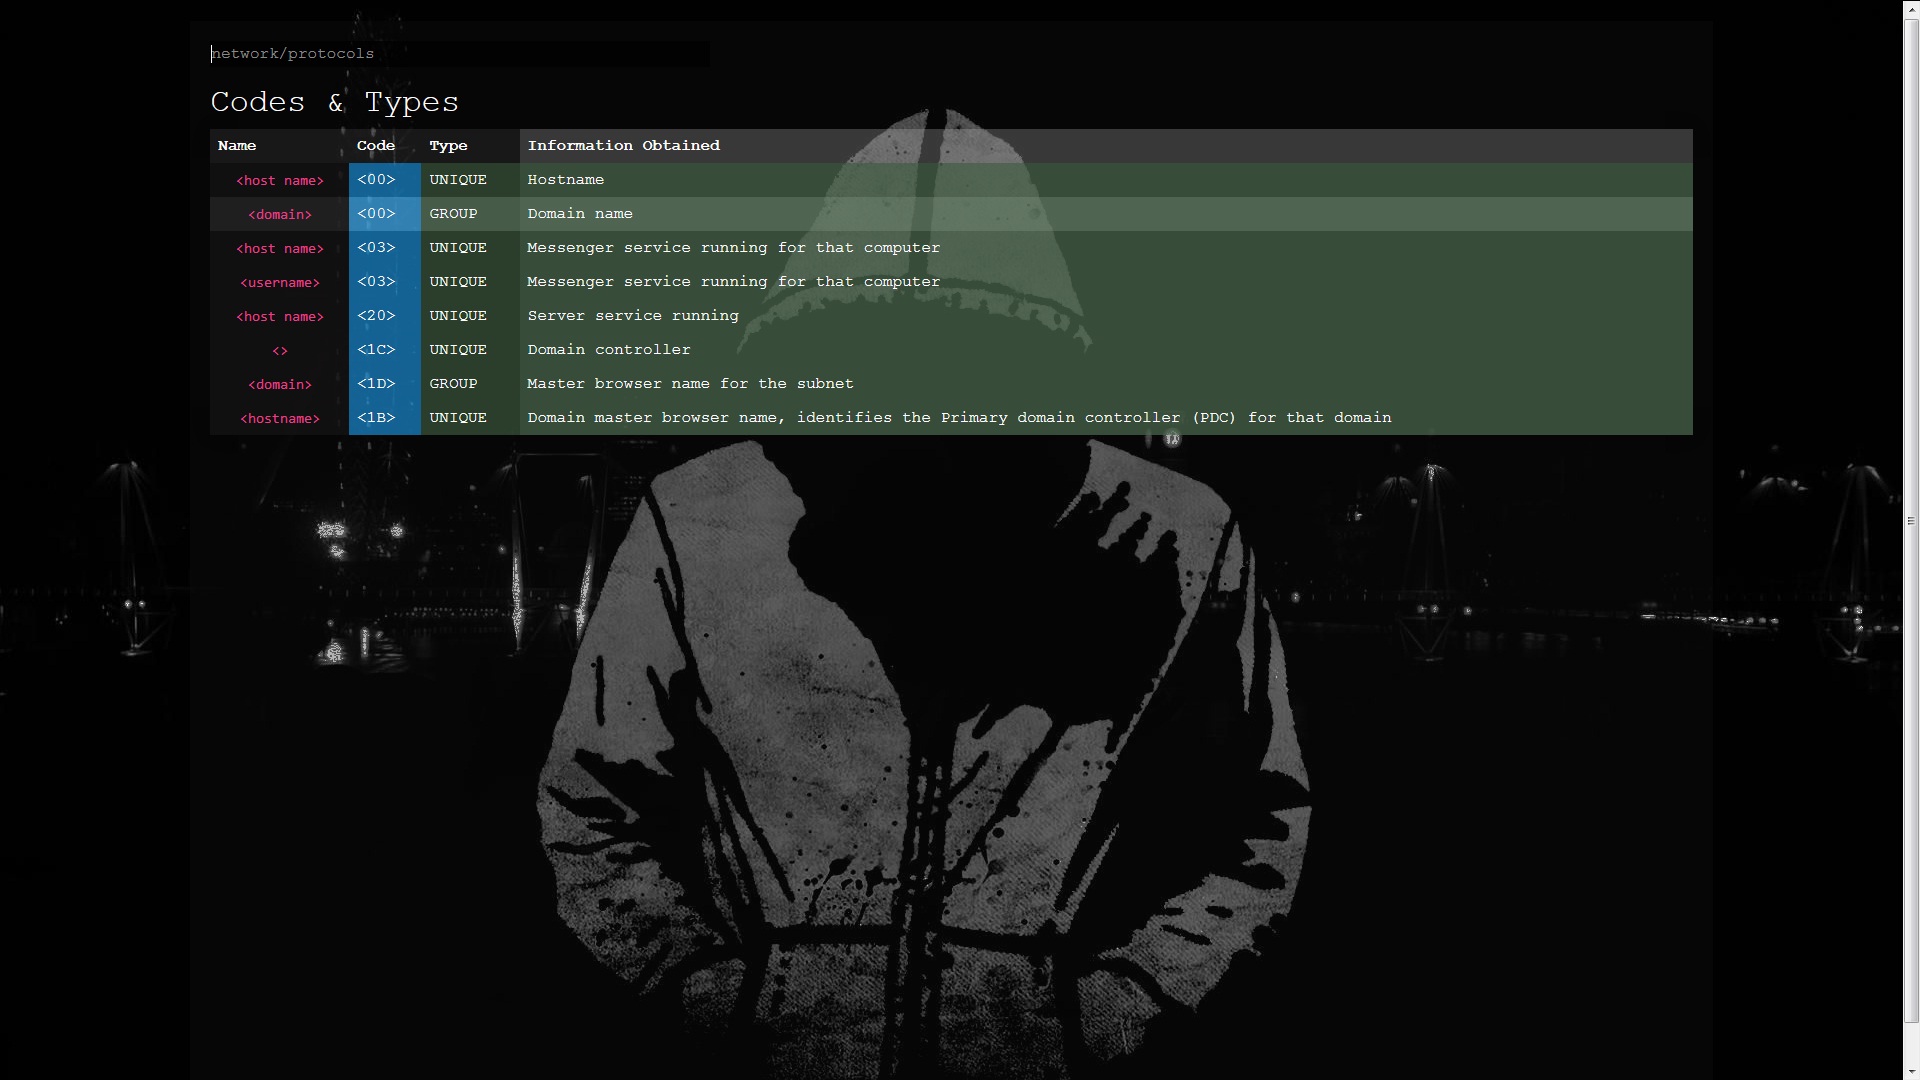 network/protocols
Codes & Types
Name Code Type Information Obtained
<host name> <00> UNIQUE Hostname
<domain> <00> GROUP Domain name
<host name> <03> UNIQUE Messenger service running for that computer
<username> <03> UNIQUE Messenger service running for that computer
<host name> <20> UNIQUE Server service running
<> <1C> UNIQUE Domain controller
<domain> <1D> GROUP Master browser name for the subnet
<hostname> <1B> UNIQUE Domain master browser name, identifies the Primary domain controller (PDC) for that domain